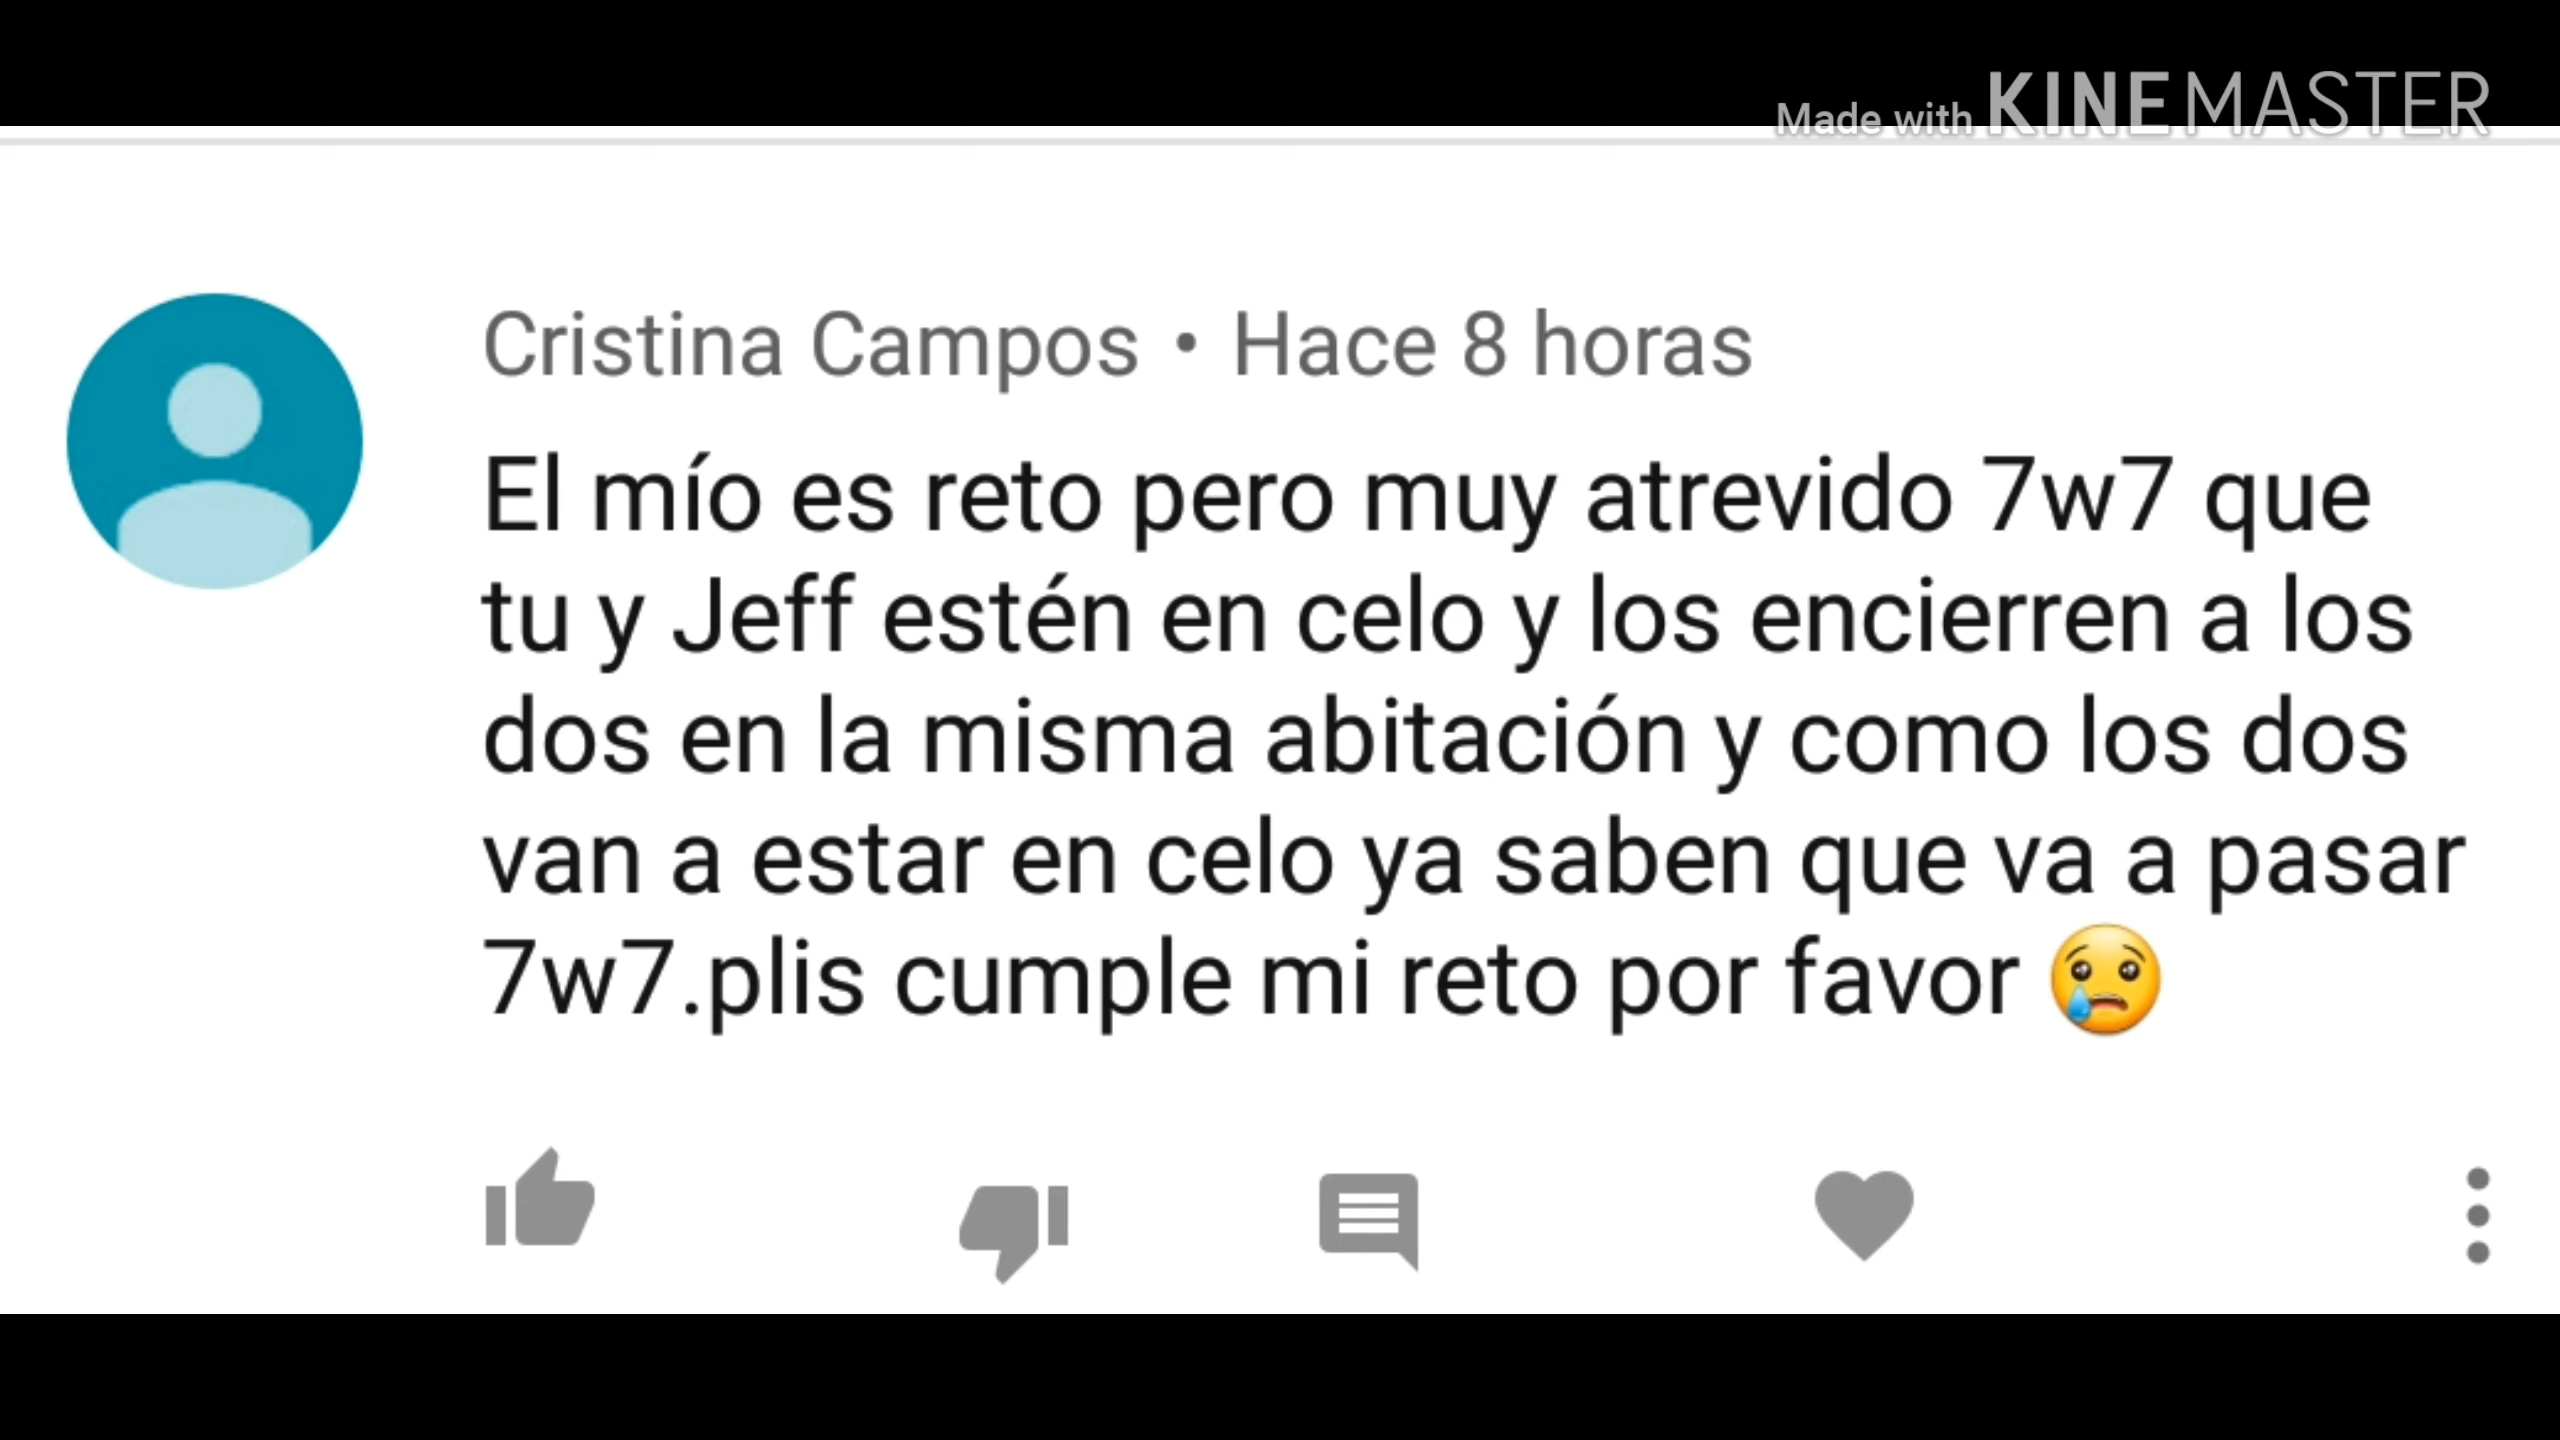 Made with KINEMASTER
Cristina Campos • Hace 8 horas
El mío es reto pero muy atrevido 7w7 que
tu y Jeff estén en celo y los encierren a los
dos en la misma abitación y como los dos
van a estar en celo ya saben que va a pasar
7w7.plis cumple mi reto por favor 😢